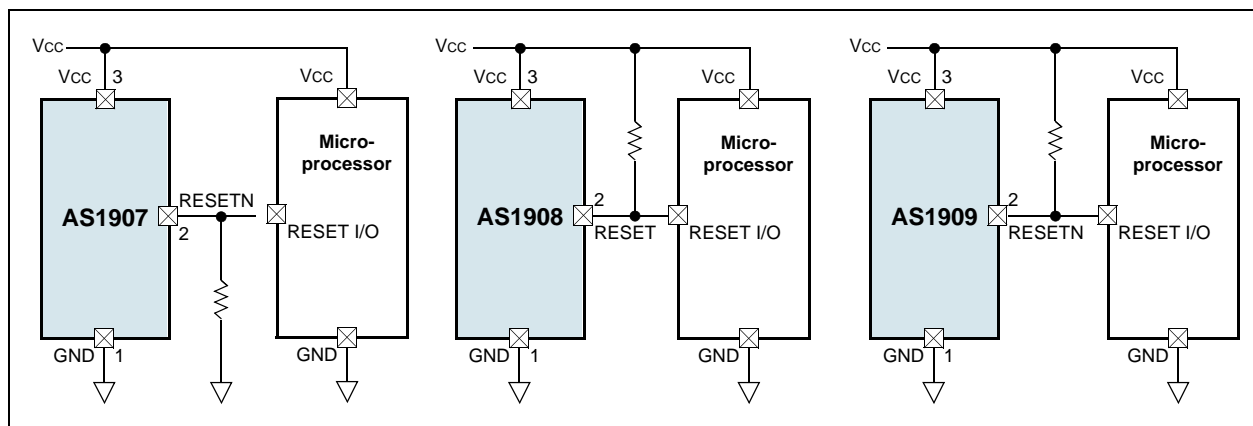 VCC
VCC 3
VCC
Micro-
processor
AS1907
RESETN
2
RESET I/O
GND 1
GND
VCC
VCC 3
VCC
Micro-
processor
AS1908
2
RESET
RESET I/O
GND 1
GND
VCC
VCC 3
VCC
Micro-
processor
AS1909
2
RESETN
RESET I/O
GND 1
GND